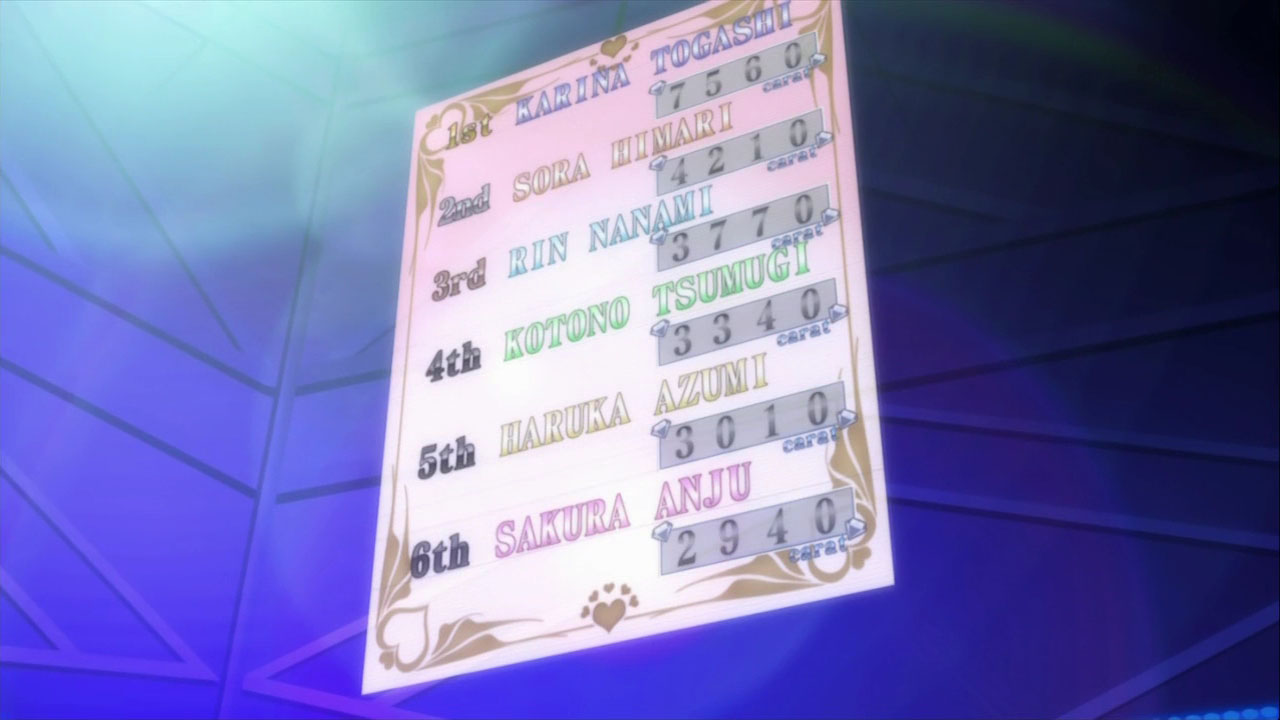 1st KARINA TOGASHI
7560 carat
2nd SORA HIMARI
4210 carat
3rd RIN NANAMI
3770 carat
4th KOTONO TSUMUGI
3340 carat
5th HARUKA AZUMI
3010 carat
6th SAKURA ANJU
2940 carat